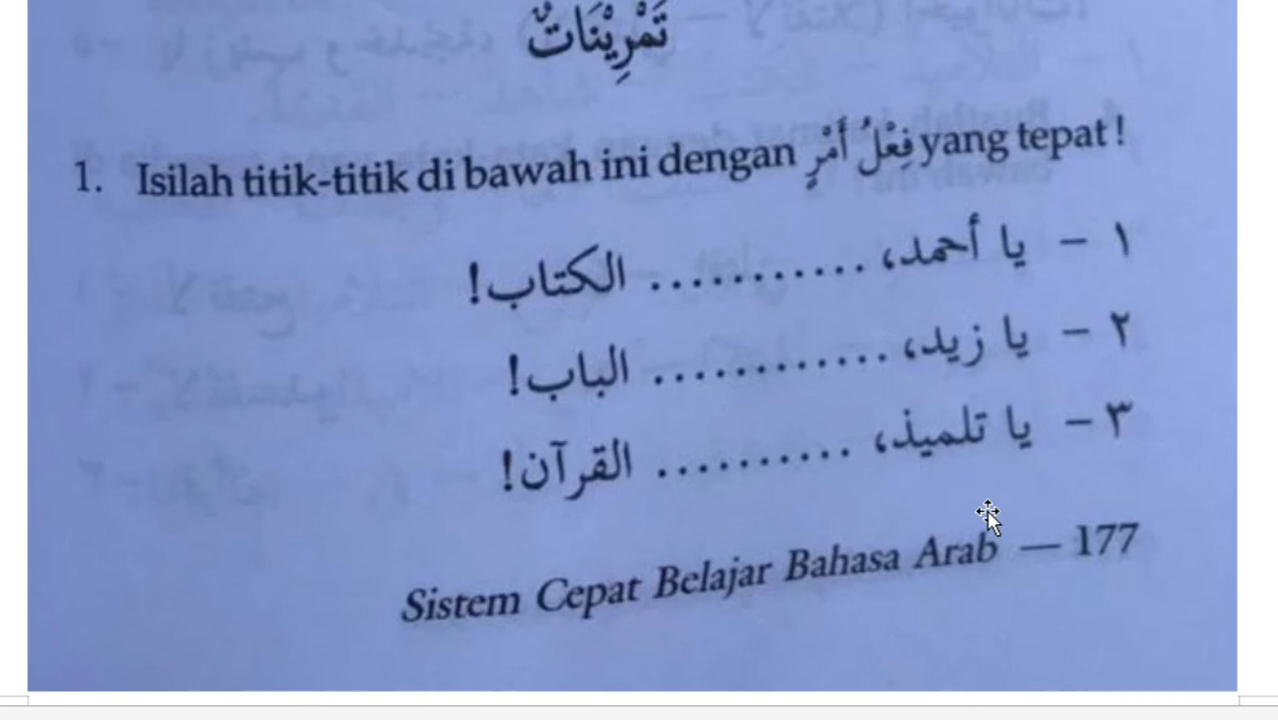 تَمْرِيْنَاتٌ
1. Isilah titik-titik di bawah ini dengan فِعْلُ أَمْرٍ yang tepat!
١ - يا أحمد، ........... الكتاب!
٢ - يا زيد، ............ الباب!
٣ - يا تلميذ، .......... القرآن!
Sistem Cepat Belajar Bahasa Arab — 177